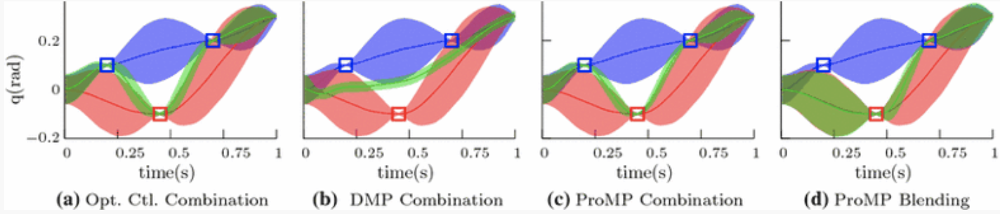 q(rad)
0.2
0
−0.2
0 0.25 0.5 0.75 1
0 0.25 0.5 0.75 1
0 0.25 0.5 0.75 1
0 0.25 0.5 0.75 1
time(s) time(s) time(s) time(s)
(a) Opt. Ctl. Combination
(b) DMP Combination
(c) ProMP Combination
(d) ProMP Blending